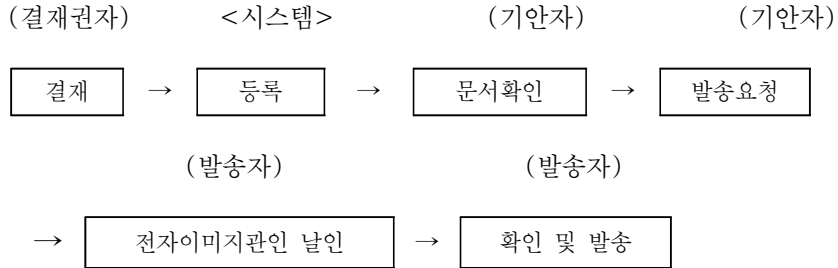 (결재권자) <시스템> (기안자) (기안자)
결재 → 등록 → 문서확인 → 발송요청
(발송자) (발송자)
→ 전자이미지관인 날인 → 확인 및 발송